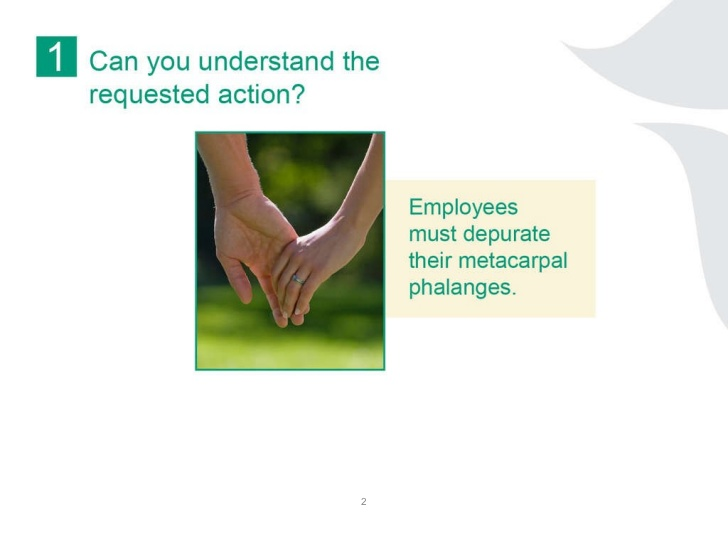 1
Can you understand the
requested action?
Employees
must depurate
their metacarpal
phalanges.
2